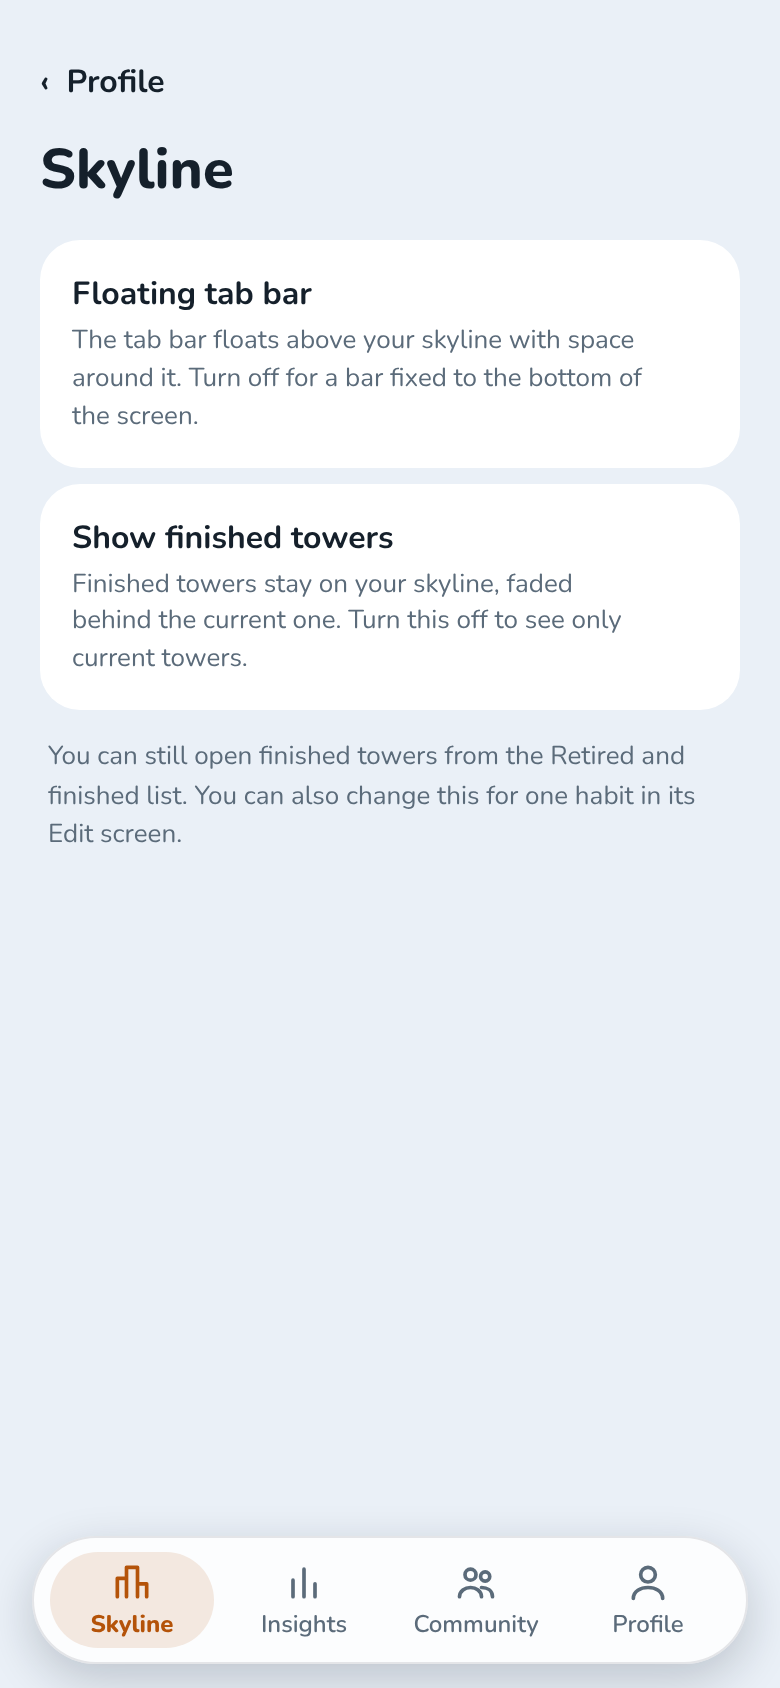 ‹ Profile
Skyline
Floating tab bar
The tab bar floats above your skyline with space
around it. Turn off for a bar fixed to the bottom of
the screen.
Show finished towers
Finished towers stay on your skyline, faded
behind the current one. Turn this off to see only
current towers.
You can still open finished towers from the Retired and
finished list. You can also change this for one habit in its
Edit screen.
Skyline Insights Community Profile